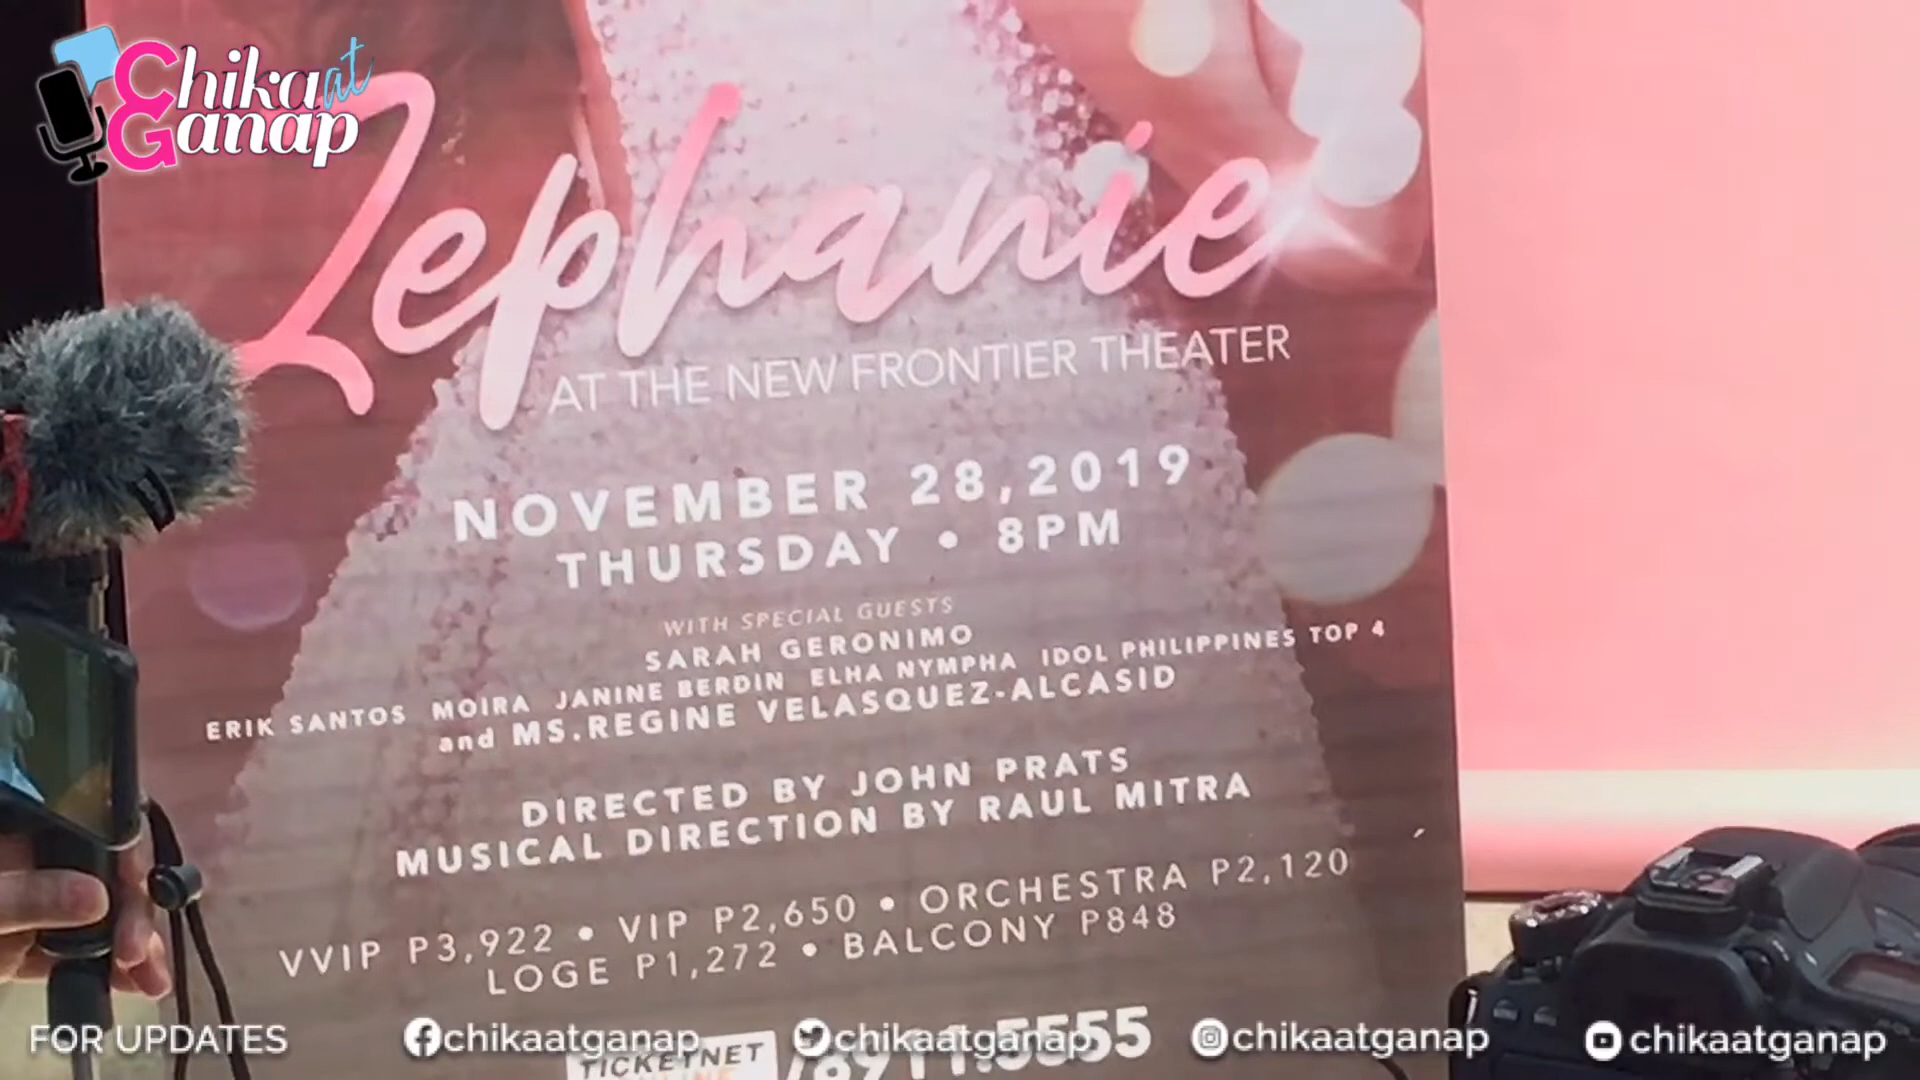 Chika at
Ganap
Zephanie
AT THE NEW FRONTIER THEATER
NOVEMBER 28, 2019
THURSDAY • 8PM
WITH SPECIAL GUESTS
SARAH GERONIMO
ERIK SANTOS MOIRA JANINE BERDIN ELHA NYMPHA IDOL PHILIPPINES TOP 4
and MS. REGINE VELASQUEZ-ALCASID
DIRECTED BY JOHN PRATS
MUSICAL DIRECTION BY RAUL MITRA
VVIP P3,922 • VIP P2,650 • ORCHESTRA P2,120
LOGE P1,272 • BALCONY P848
TICKETNET
FOR UPDATES chikaatganap chikaatganap chikaatganap chikaatganap